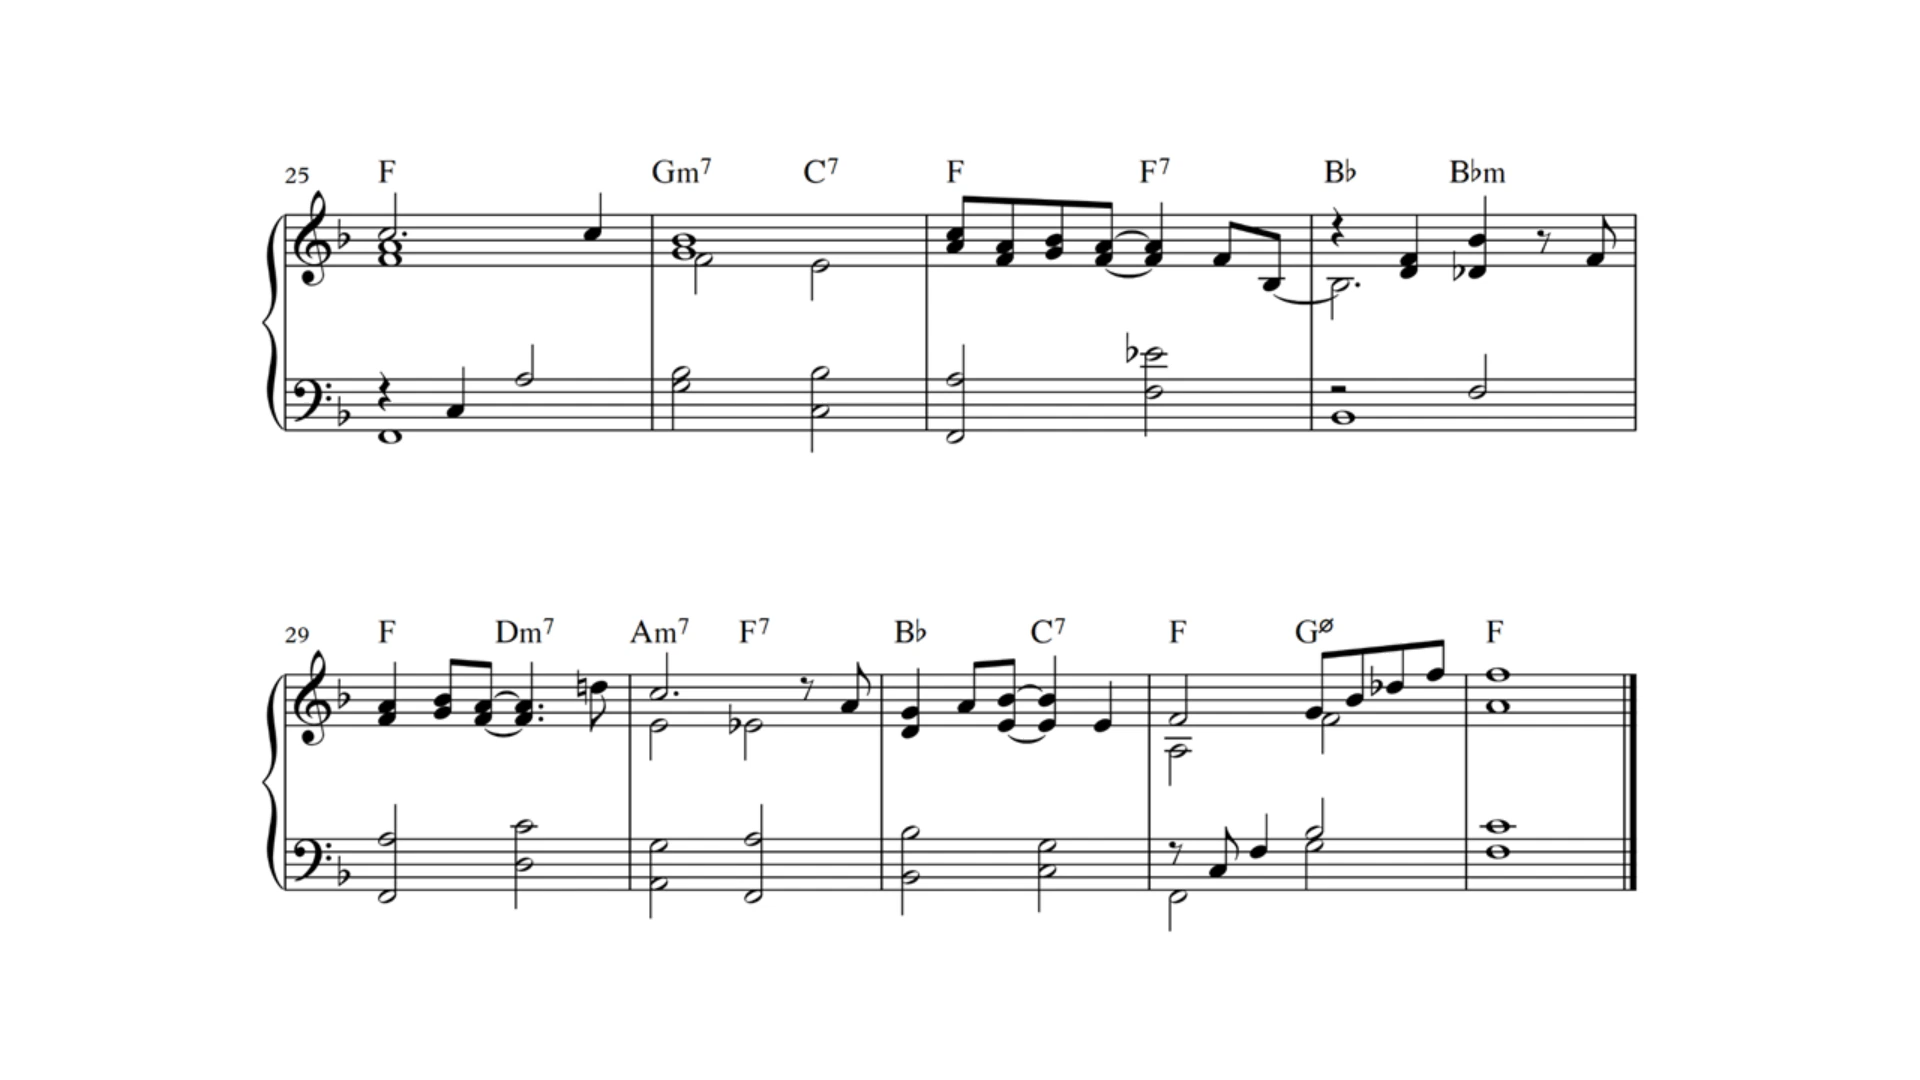 F Gm7 C7 F F7 B♭ B♭m
25
F Dm7 Am7 F7 B♭ C7 F Gø F
29